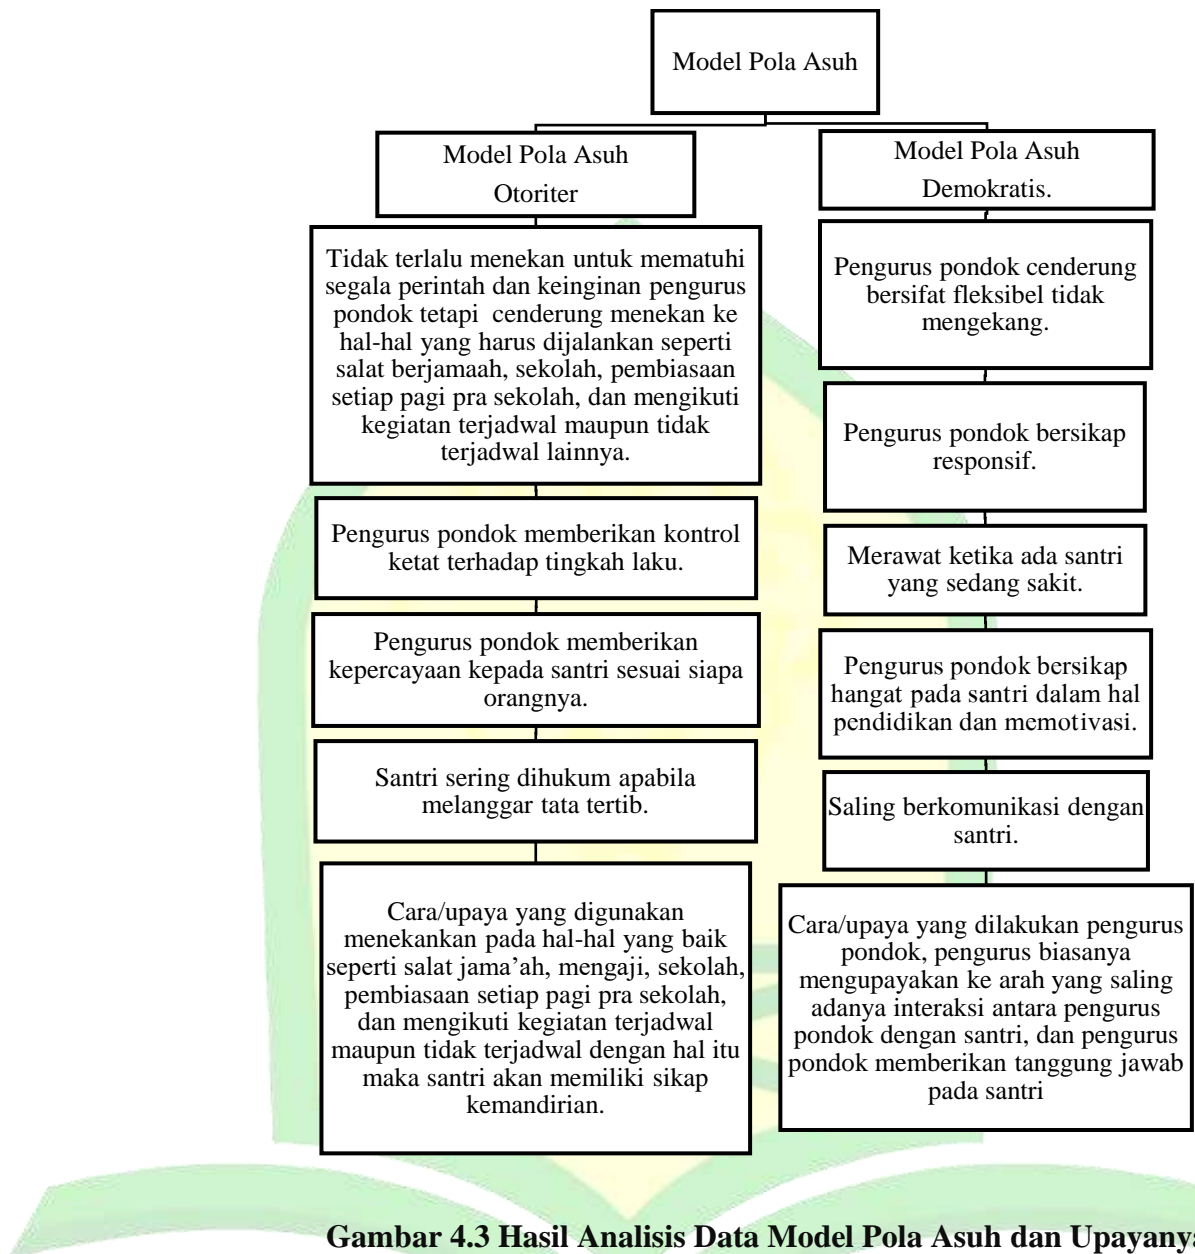 Model Pola Asuh
Model Pola Asuh
Otoriter
Tidak terlalu menekan untuk mematuhi
segala perintah dan keinginan pengurus
pondok tetapi cenderung menekan ke
hal-hal yang harus dijalankan seperti
salat berjamaah, sekolah, pembiasaan
setiap pagi pra sekolah, dan mengikuti
kegiatan terjadwal maupun tidak
terjadwal lainnya.
Pengurus pondok memberikan kontrol
ketat terhadap tingkah laku.
Pengurus pondok memberikan
kepercayaan kepada santri sesuai siapa
orangnya.
Santri sering dihukum apabila
melanggar tata tertib.
Cara/upaya yang digunakan
menekankan pada hal-hal yang baik
seperti salat jama’ah, mengaji, sekolah,
pembiasaan setiap pagi pra sekolah,
dan mengikuti kegiatan terjadwal
maupun tidak terjadwal dengan hal itu
maka santri akan memiliki sikap
kemandirian.
Model Pola Asuh
Demokratis.
Pengurus pondok cenderung
bersifat fleksibel tidak
mengekang.
Pengurus pondok bersikap
responsif.
Merawat ketika ada santri
yang sedang sakit.
Pengurus pondok bersikap
hangat pada santri dalam hal
pendidikan dan memotivasi.
Saling berkomunikasi dengan
santri.
Cara/upaya yang dilakukan pengurus
pondok, pengurus biasanya
mengupayakan ke arah yang saling
adanya interaksi antara pengurus
pondok dengan santri, dan pengurus
pondok memberikan tanggung jawab
pada santri
Gambar 4.3 Hasil Analisis Data Model Pola Asuh dan